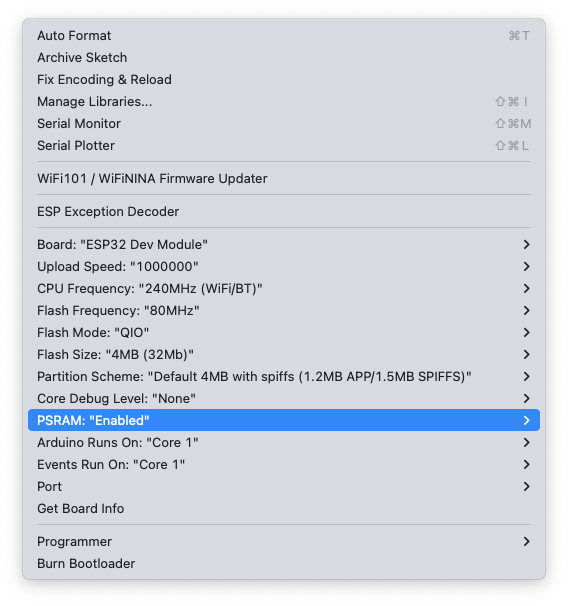 Auto Format ⌘T
Archive Sketch
Fix Encoding & Reload
Manage Libraries... ⇧⌘I
Serial Monitor ⇧⌘M
Serial Plotter ⇧⌘L
WiFi101 / WiFiNINA Firmware Updater
ESP Exception Decoder
Board: "ESP32 Dev Module"
Upload Speed: "1000000"
CPU Frequency: "240MHz (WiFi/BT)"
Flash Frequency: "80MHz"
Flash Mode: "QIO"
Flash Size: "4MB (32Mb)"
Partition Scheme: "Default 4MB with spiffs (1.2MB APP/1.5MB SPIFFS)"
Core Debug Level: "None"
PSRAM: "Enabled"
Arduino Runs On: "Core 1"
Events Run On: "Core 1"
Port
Get Board Info
Programmer
Burn Bootloader